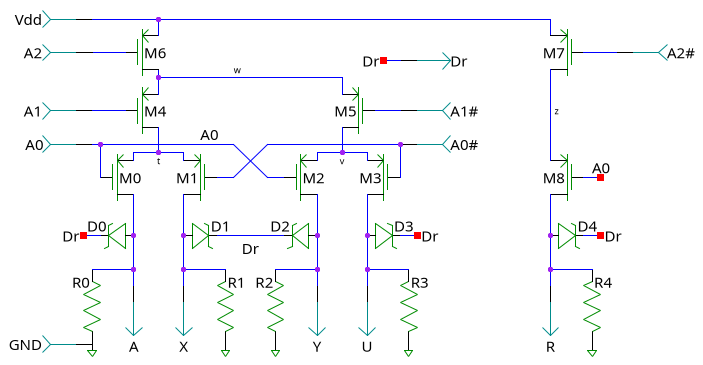 Vdd
A2 M6 M7 A2#
Dr Dr
w
A1 M4 M5 A1# z
A0 A0 A0#
t v
M0 M1 M2 M3 M8 A0
D0 D1 D2 D3 D4
Dr Dr Dr Dr
R0 R1 R2 R3 R4
GND A X Y U R